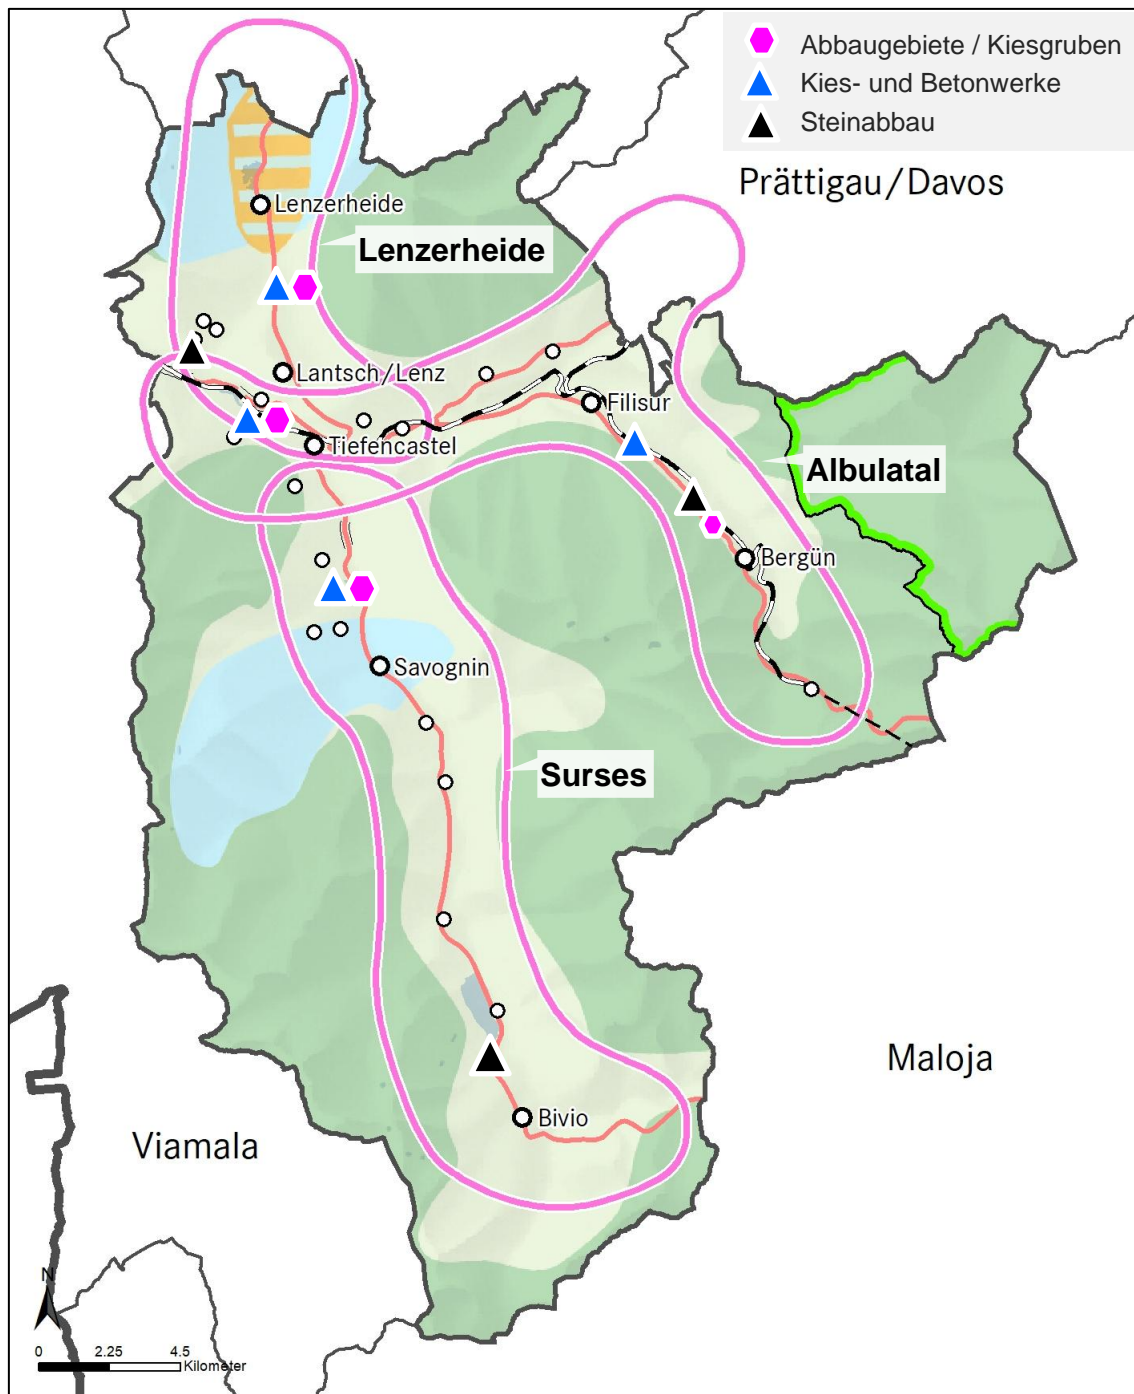 Abbaugebiete / Kiesgruben
Kies- und Betonwerke
Steinabbau
Prättigau/Davos
Lenzerheide
Lenzerheide
Lantsch/Lenz
Filisur
Tiefencastel
Albulatal
Bergün
Savognin
Surses
Maloja
Bivio
Viamala
N
0 2.25 4.5
Kilometer